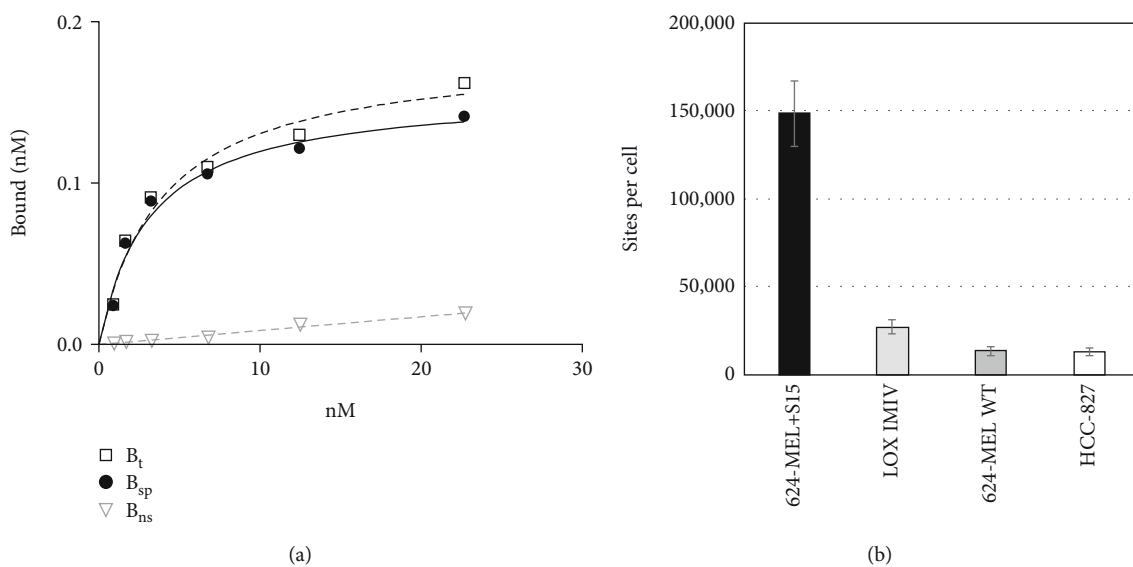 0.2
0.1
0.0
Bound (nM)
0
10
20
30
nM
Bt
Bsp
Bns
(a)
200,000
150,000
100,000
50,000
0
Sites per cell
624-MEL+S15
LOX IMIV
624-MEL WT
HCC-827
(b)